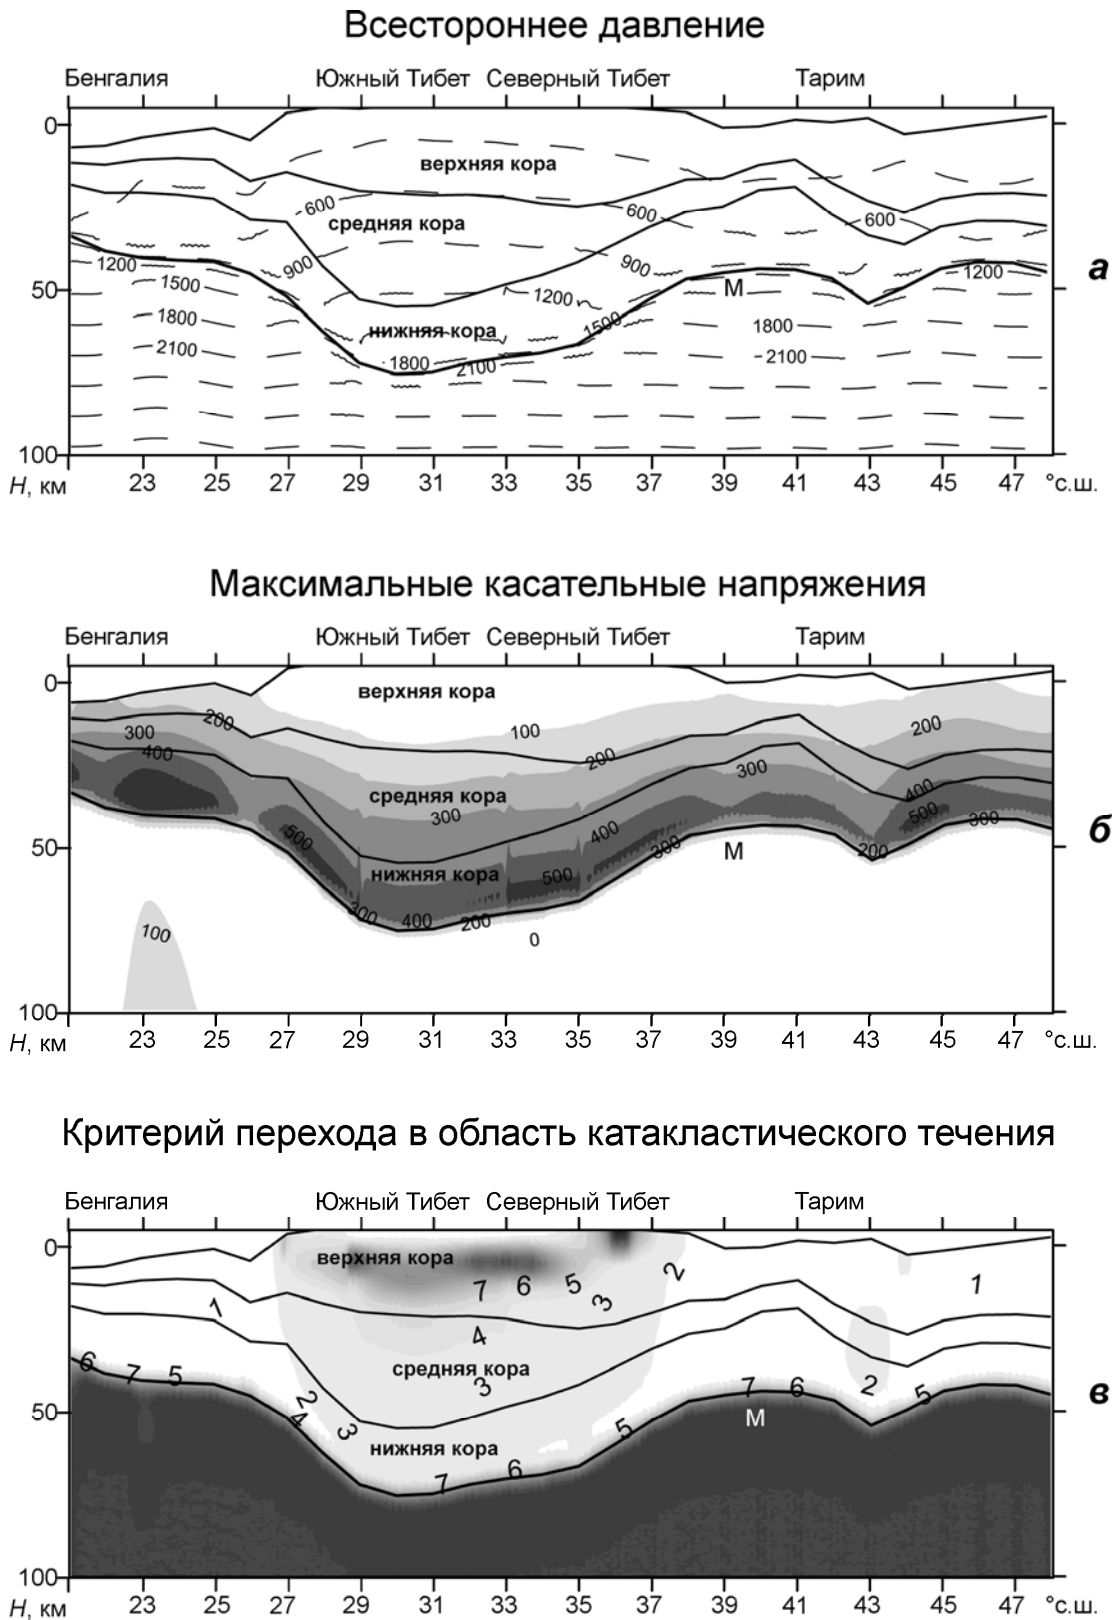 Всестороннее давление
Бенгалия Южный Тибет Северный Тибет Тарим
0
верхняя кора
600 600 600
средняя кора
900 900
1200 1200 1200
50 1500 М
а
1800 нижняя кора 1500 1800
2100 1800 2100 2100
100
Н, км 23 25 27 29 31 33 35 37 39 41 43 45 47 °с.ш.
Максимальные касательные напряжения
Бенгалия Южный Тибет Северный Тибет Тарим
0
верхняя кора
200 100 200
300 400 200 300
средняя кора
300 400 400
500 500
50 300 М 200 300
б
нижняя кора 500
300 400 200
100 0
100
Н, км 23 25 27 29 31 33 35 37 39 41 43 45 47 °с.ш.
Критерий перехода в область катакластического течения
Бенгалия Южный Тибет Северный Тибет Тарим
0
верхняя кора 2
7 6 5 3 1
1 4
6 7 5 средняя кора
3 7 6 2 5
в
2
50 4 3 5 М
нижняя кора
7 6
100
Н, км 23 25 27 29 31 33 35 37 39 41 43 45 47 °с.ш.